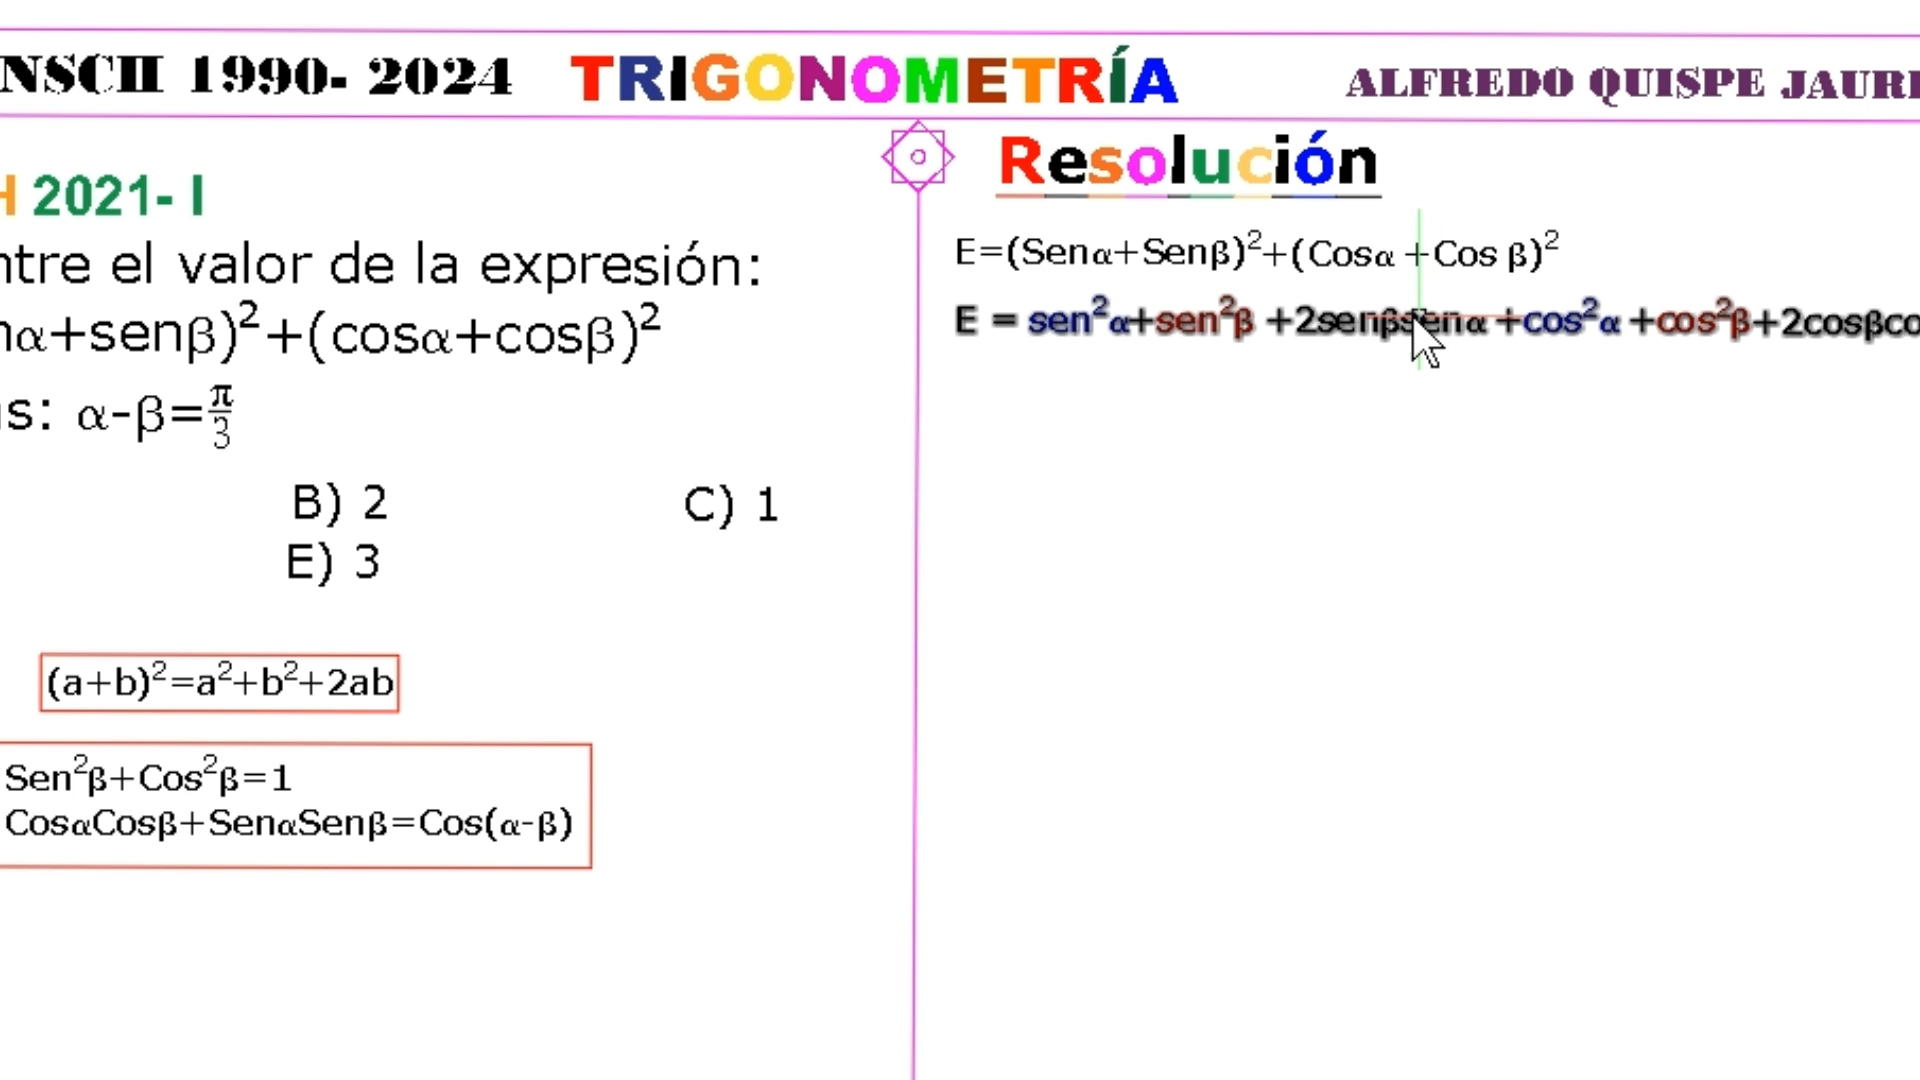 NSCH 1990- 2024 TRIGONOMETRÍA ALFREDO QUISPE JAURI
H 2021- I
ntre el valor de la expresión:
nα+senβ)²+(cosα+cosβ)²
s: α-β=π/3
B) 2 C) 1
E) 3
(a+b)²=a²+b²+2ab
Sen²β+Cos²β=1
CosαCosβ+SenαSenβ=Cos(α-β)
Resolución
E=(Senα+Senβ)²+(Cosα +Cos β)²
E = sen²α+sen²β +2senβsenα +cos²α +cos²β+2cosβco